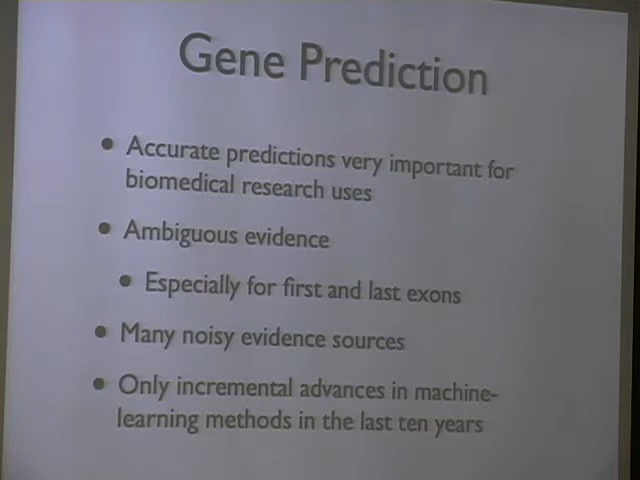 Gene Prediction
• Accurate predictions very important for
biomedical research uses
• Ambiguous evidence
• Especially for first and last exons
• Many noisy evidence sources
• Only incremental advances in machine-
learning methods in the last ten years